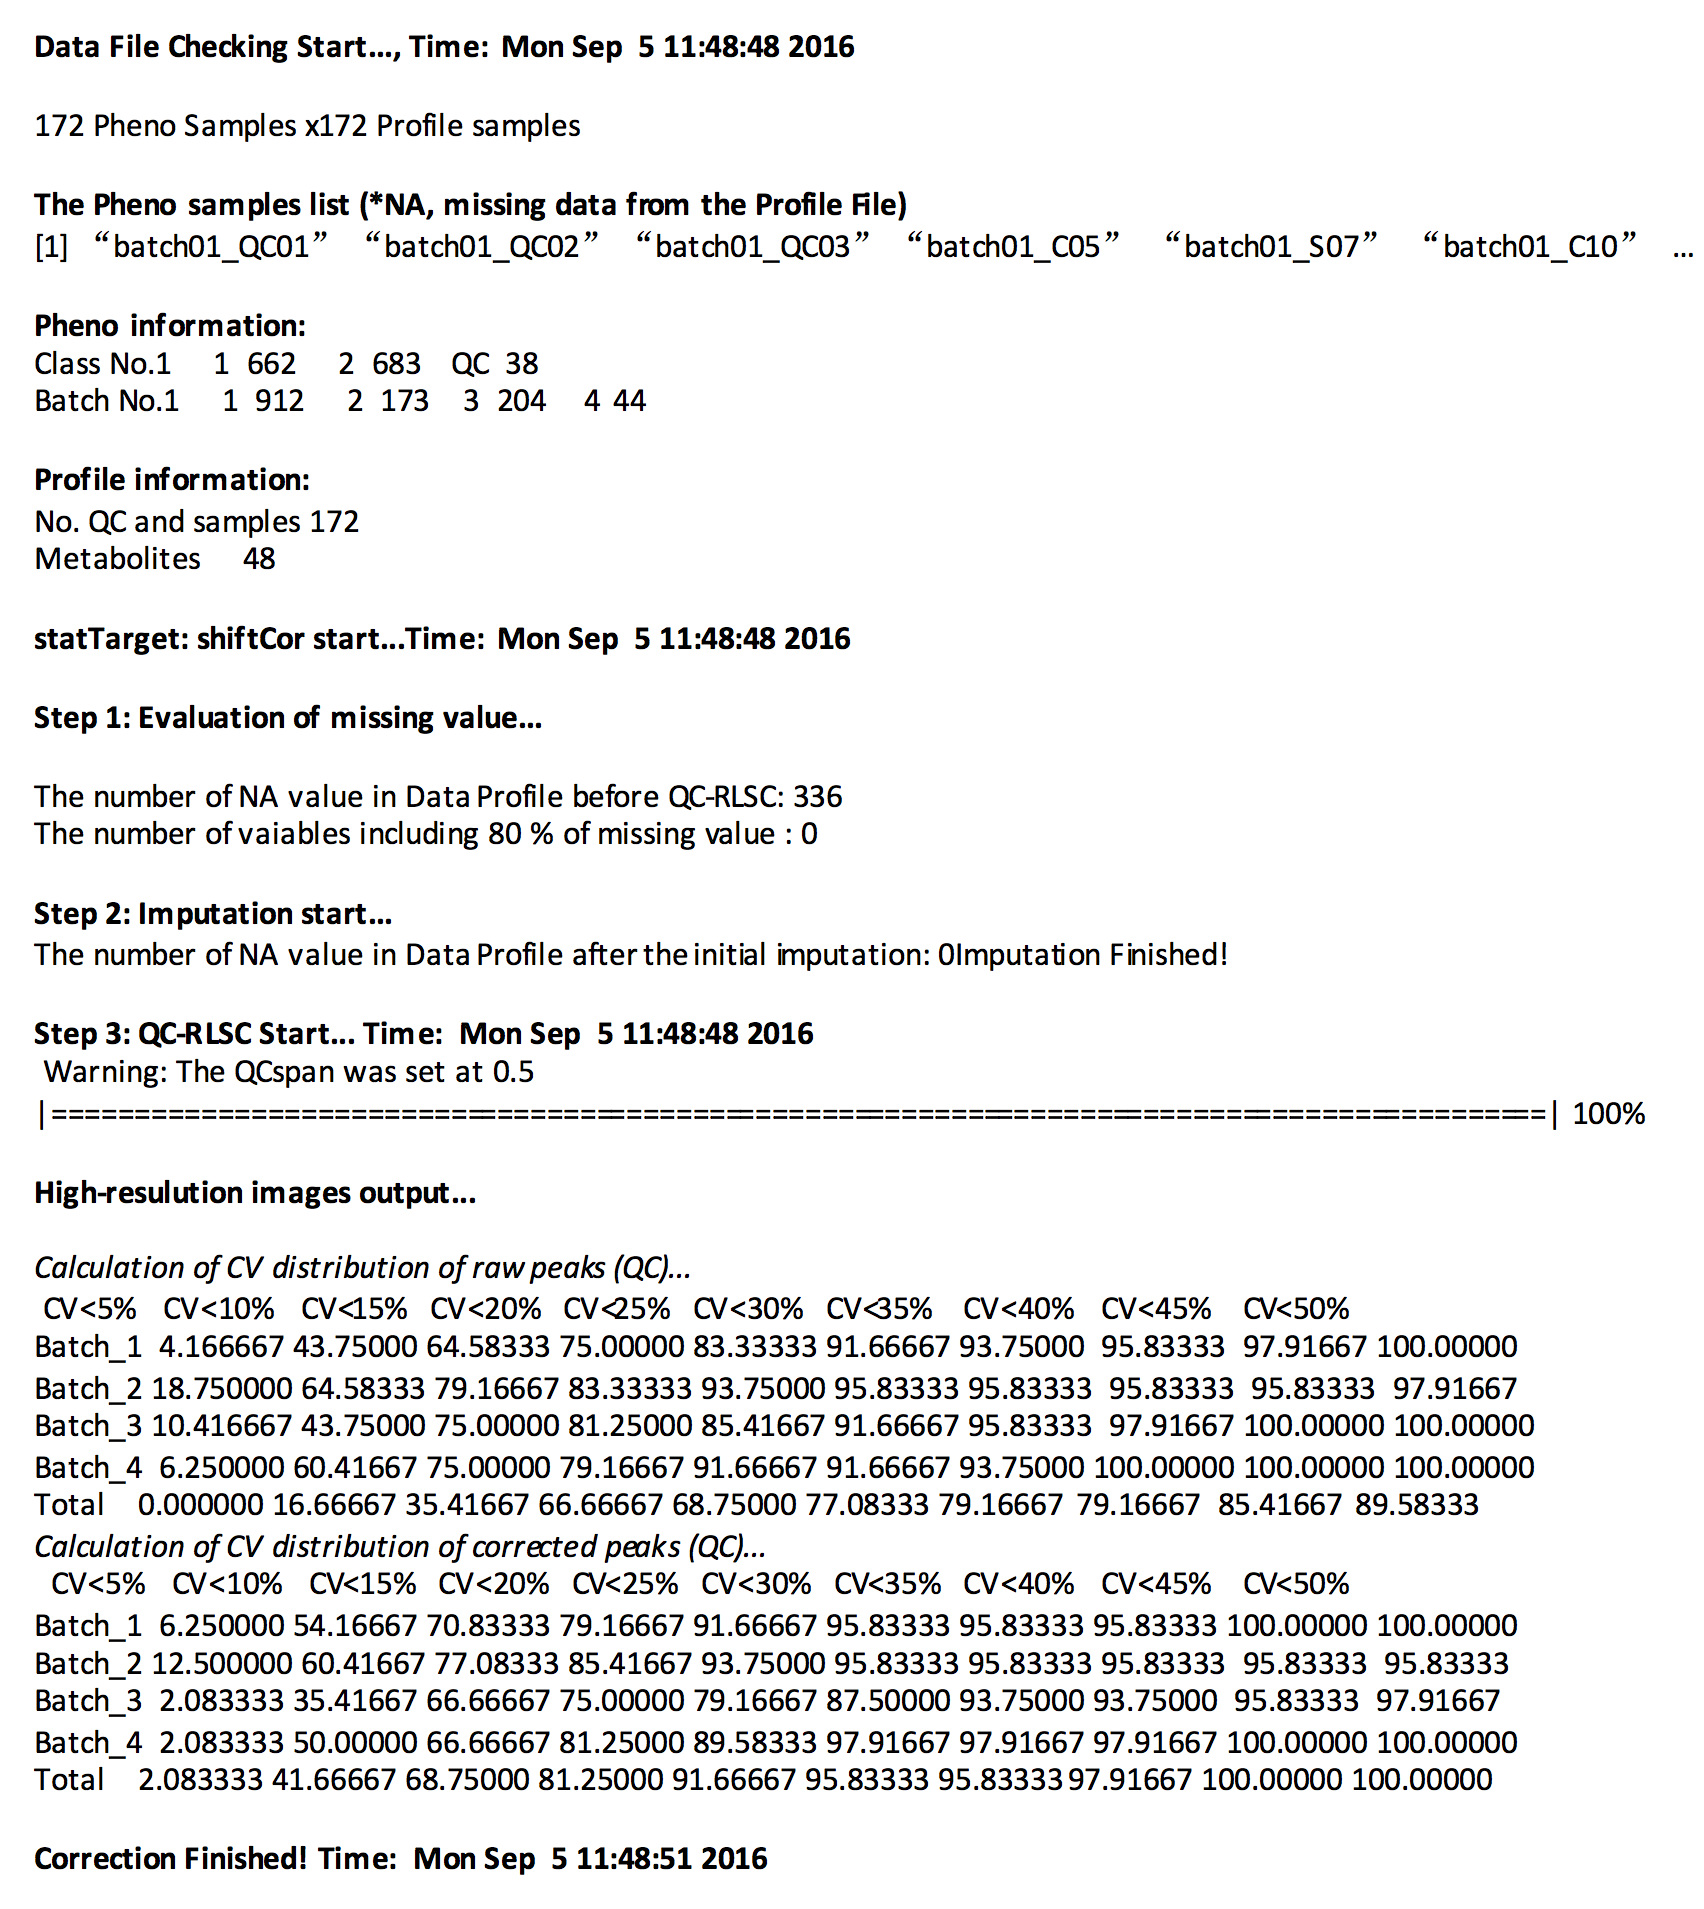 Data File Checking Start..., Time: Mon Sep 5 11:48:48 2016
172 Pheno Samples x172 Profile samples
The Pheno samples list (*NA, missing data from the Profile File)
[1] “batch01_QC01” “batch01_QC02” “batch01_QC03” “batch01_C05” “batch01_S07” “batch01_C10” ...
Pheno information:
Class No.1 1 662 2 683 QC 38
Batch No.1 1 912 2 173 3 204 4 44
Profile information:
No. QC and samples 172
Metabolites 48
statTarget: shiftCor start...Time: Mon Sep 5 11:48:48 2016
Step 1: Evaluation of missing value...
The number of NA value in Data Profile before QC-RLSC: 336
The number of vaiables including 80 % of missing value : 0
Step 2: Imputation start...
The number of NA value in Data Profile after the initial imputation: 0Imputation Finished!
Step 3: QC-RLSC Start... Time: Mon Sep 5 11:48:48 2016
Warning: The QCspan was set at 0.5
|==========================================================================================| 100%
High-resulution images output...
Calculation of CV distribution of raw peaks (QC)...
CV<5% CV<10% CV<15% CV<20% CV<25% CV<30% CV<35% CV<40% CV<45% CV<50%
Batch_1 4.166667 43.75000 64.58333 75.00000 83.33333 91.66667 93.75000 95.83333 97.91667 100.00000
Batch_2 18.750000 64.58333 79.16667 83.33333 93.75000 95.83333 95.83333 95.83333 95.83333 97.91667
Batch_3 10.416667 43.75000 75.00000 81.25000 85.41667 91.66667 95.83333 97.91667 100.00000 100.00000
Batch_4 6.250000 60.41667 75.00000 79.16667 91.66667 91.66667 93.75000 100.00000 100.00000 100.00000
Total 0.000000 16.66667 35.41667 66.66667 68.75000 77.08333 79.16667 79.16667 85.41667 89.58333
Calculation of CV distribution of corrected peaks (QC)...
CV<5% CV<10% CV<15% CV<20% CV<25% CV<30% CV<35% CV<40% CV<45% CV<50%
Batch_1 6.250000 54.16667 70.83333 79.16667 91.66667 95.83333 95.83333 95.83333 100.00000 100.00000
Batch_2 12.500000 60.41667 77.08333 85.41667 93.75000 95.83333 95.83333 95.83333 95.83333 95.83333
Batch_3 2.083333 35.41667 66.66667 75.00000 79.16667 87.50000 93.75000 93.75000 95.83333 97.91667
Batch_4 2.083333 50.00000 66.66667 81.25000 89.58333 97.91667 97.91667 97.91667 100.00000 100.00000
Total 2.083333 41.66667 68.75000 81.25000 91.66667 95.83333 95.83333 97.91667 100.00000 100.00000
Correction Finished! Time: Mon Sep 5 11:48:51 2016